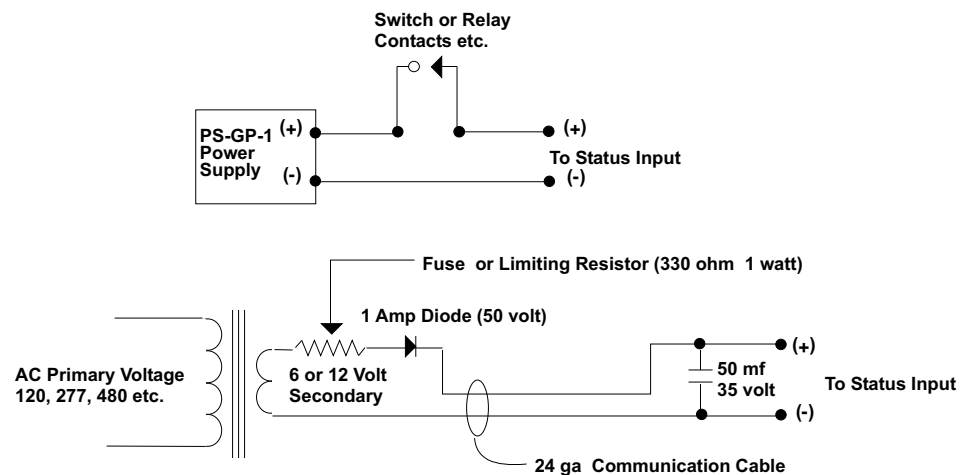 Switch or Relay
Contacts etc.
PS-GP-1
Power
Supply
(+)
(-)
(+)
To Status Input
(-)
Fuse or Limiting Resistor (330 ohm 1 watt)
1 Amp Diode (50 volt)
AC Primary Voltage
120, 277, 480 etc.
6 or 12 Volt
Secondary
50 mf
35 volt
(+)
To Status Input
(-)
24 ga Communication Cable